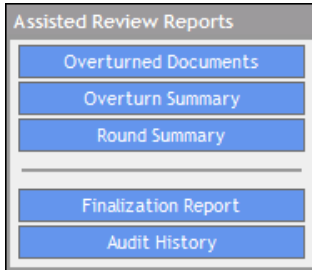 Assisted Review Reports
Overturned Documents
Overturn Summary
Round Summary
Finalization Report
Audit History